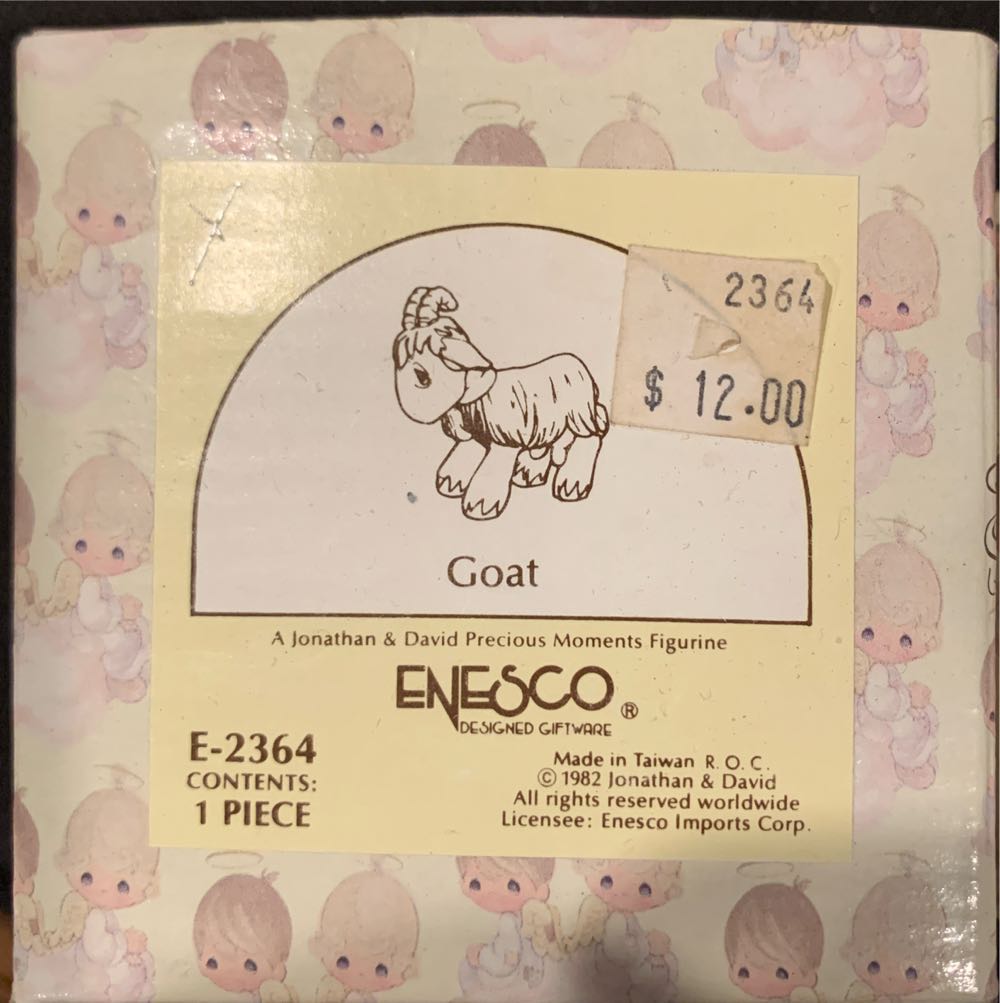 2364
$ 12.00
Goat
A Jonathan & David Precious Moments Figurine
ENESCO ®
DESIGNED GIFTWARE
E-2364
CONTENTS:
1 PIECE
Made in Taiwan R. O. C.
© 1982 Jonathan & David
All rights reserved worldwide
Licensee: Enesco Imports Corp.